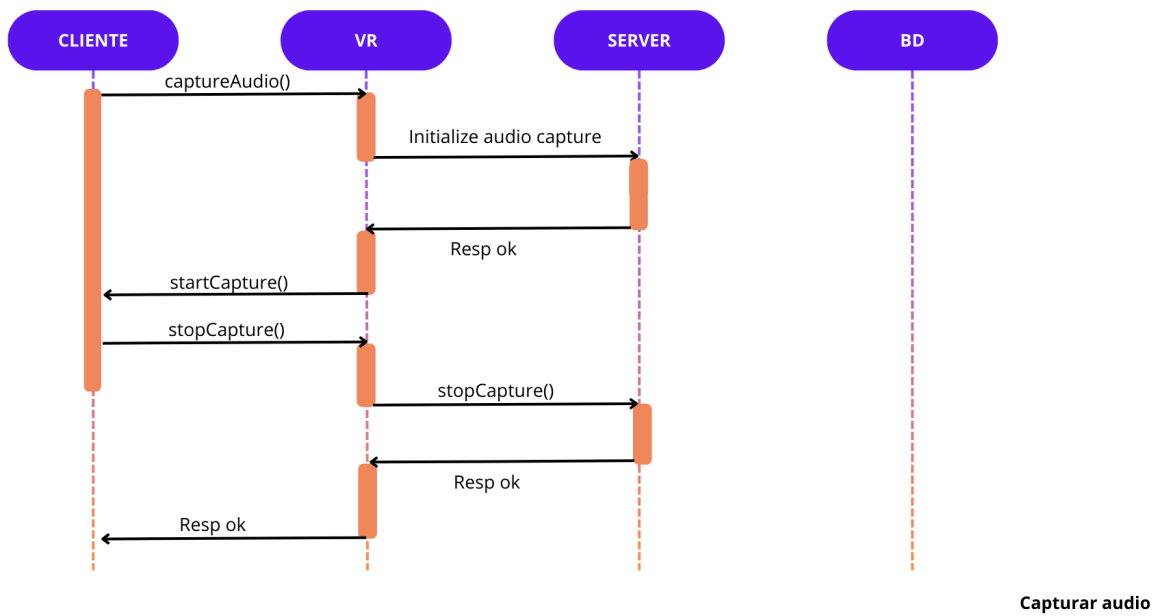 CLIENTE
VR
SERVER
BD
captureAudio()
Initialize audio capture
Resp ok
startCapture()
stopCapture()
stopCapture()
Resp ok
Resp ok
Capturar audio